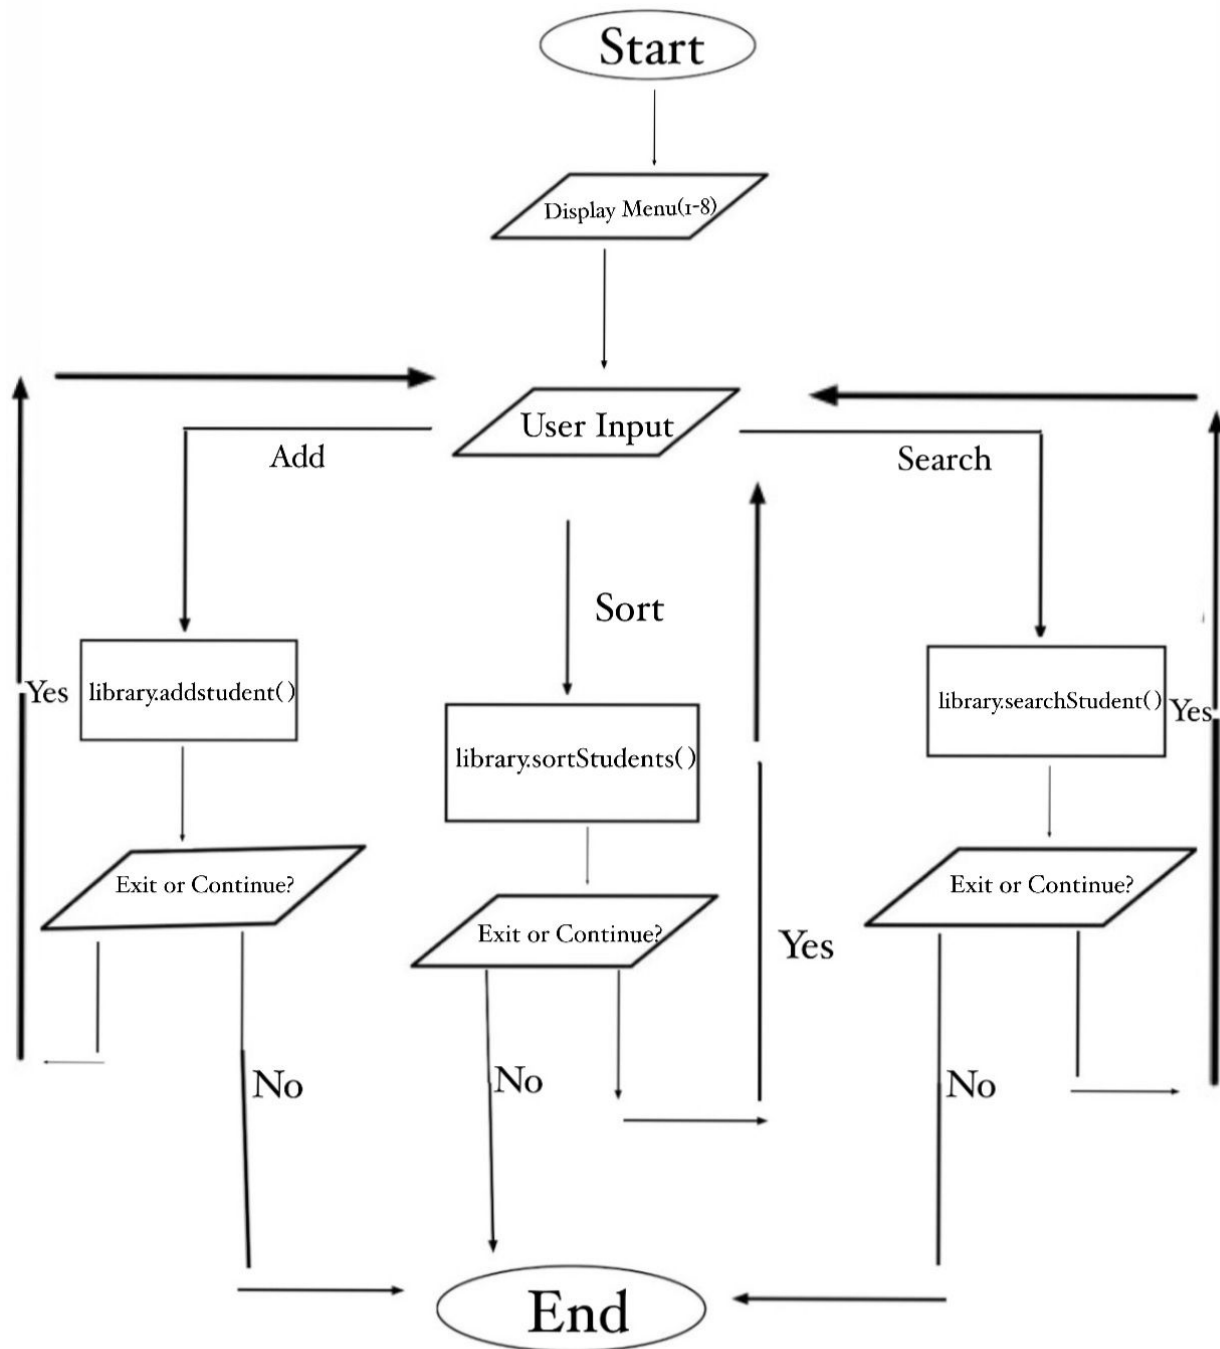 Start
Display Menu(1-8)
User Input
Add
Search
Sort
Yes
library.addstudent()
library.sortStudents()
library.searchStudent()
Yes
Exit or Continue?
Exit or Continue?
Exit or Continue?
Yes
No
No
No
End